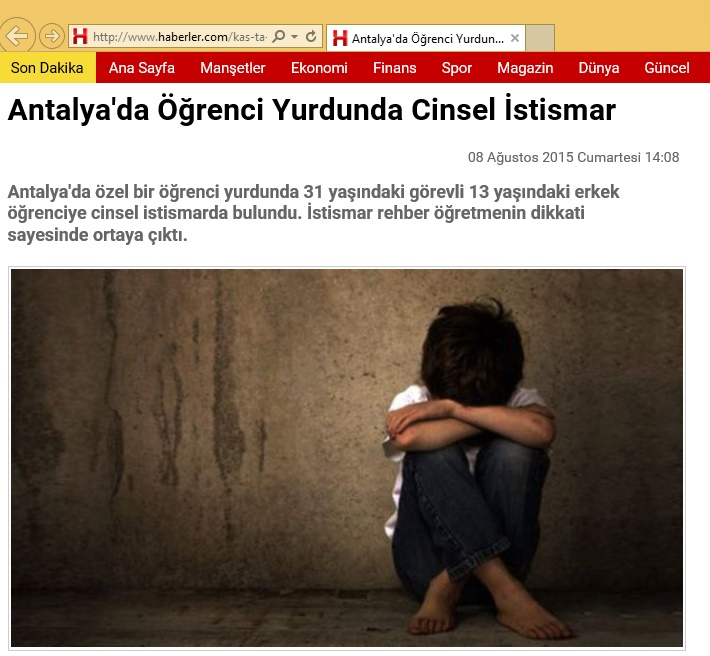 http://www.haberler.com/kas-ta-
Antalya'da Öğrenci Yurdun...
Son Dakika Ana Sayfa Manşetler Ekonomi Finans Spor Magazin Dünya Güncel
Antalya'da Öğrenci Yurdunda Cinsel İstismar
08 Ağustos 2015 Cumartesi 14:08
Antalya'da özel bir öğrenci yurdunda 31 yaşındaki görevli 13 yaşındaki erkek
öğrenciye cinsel istismarda bulundu. İstismar rehber öğretmenin dikkati
sayesinde ortaya çıktı.